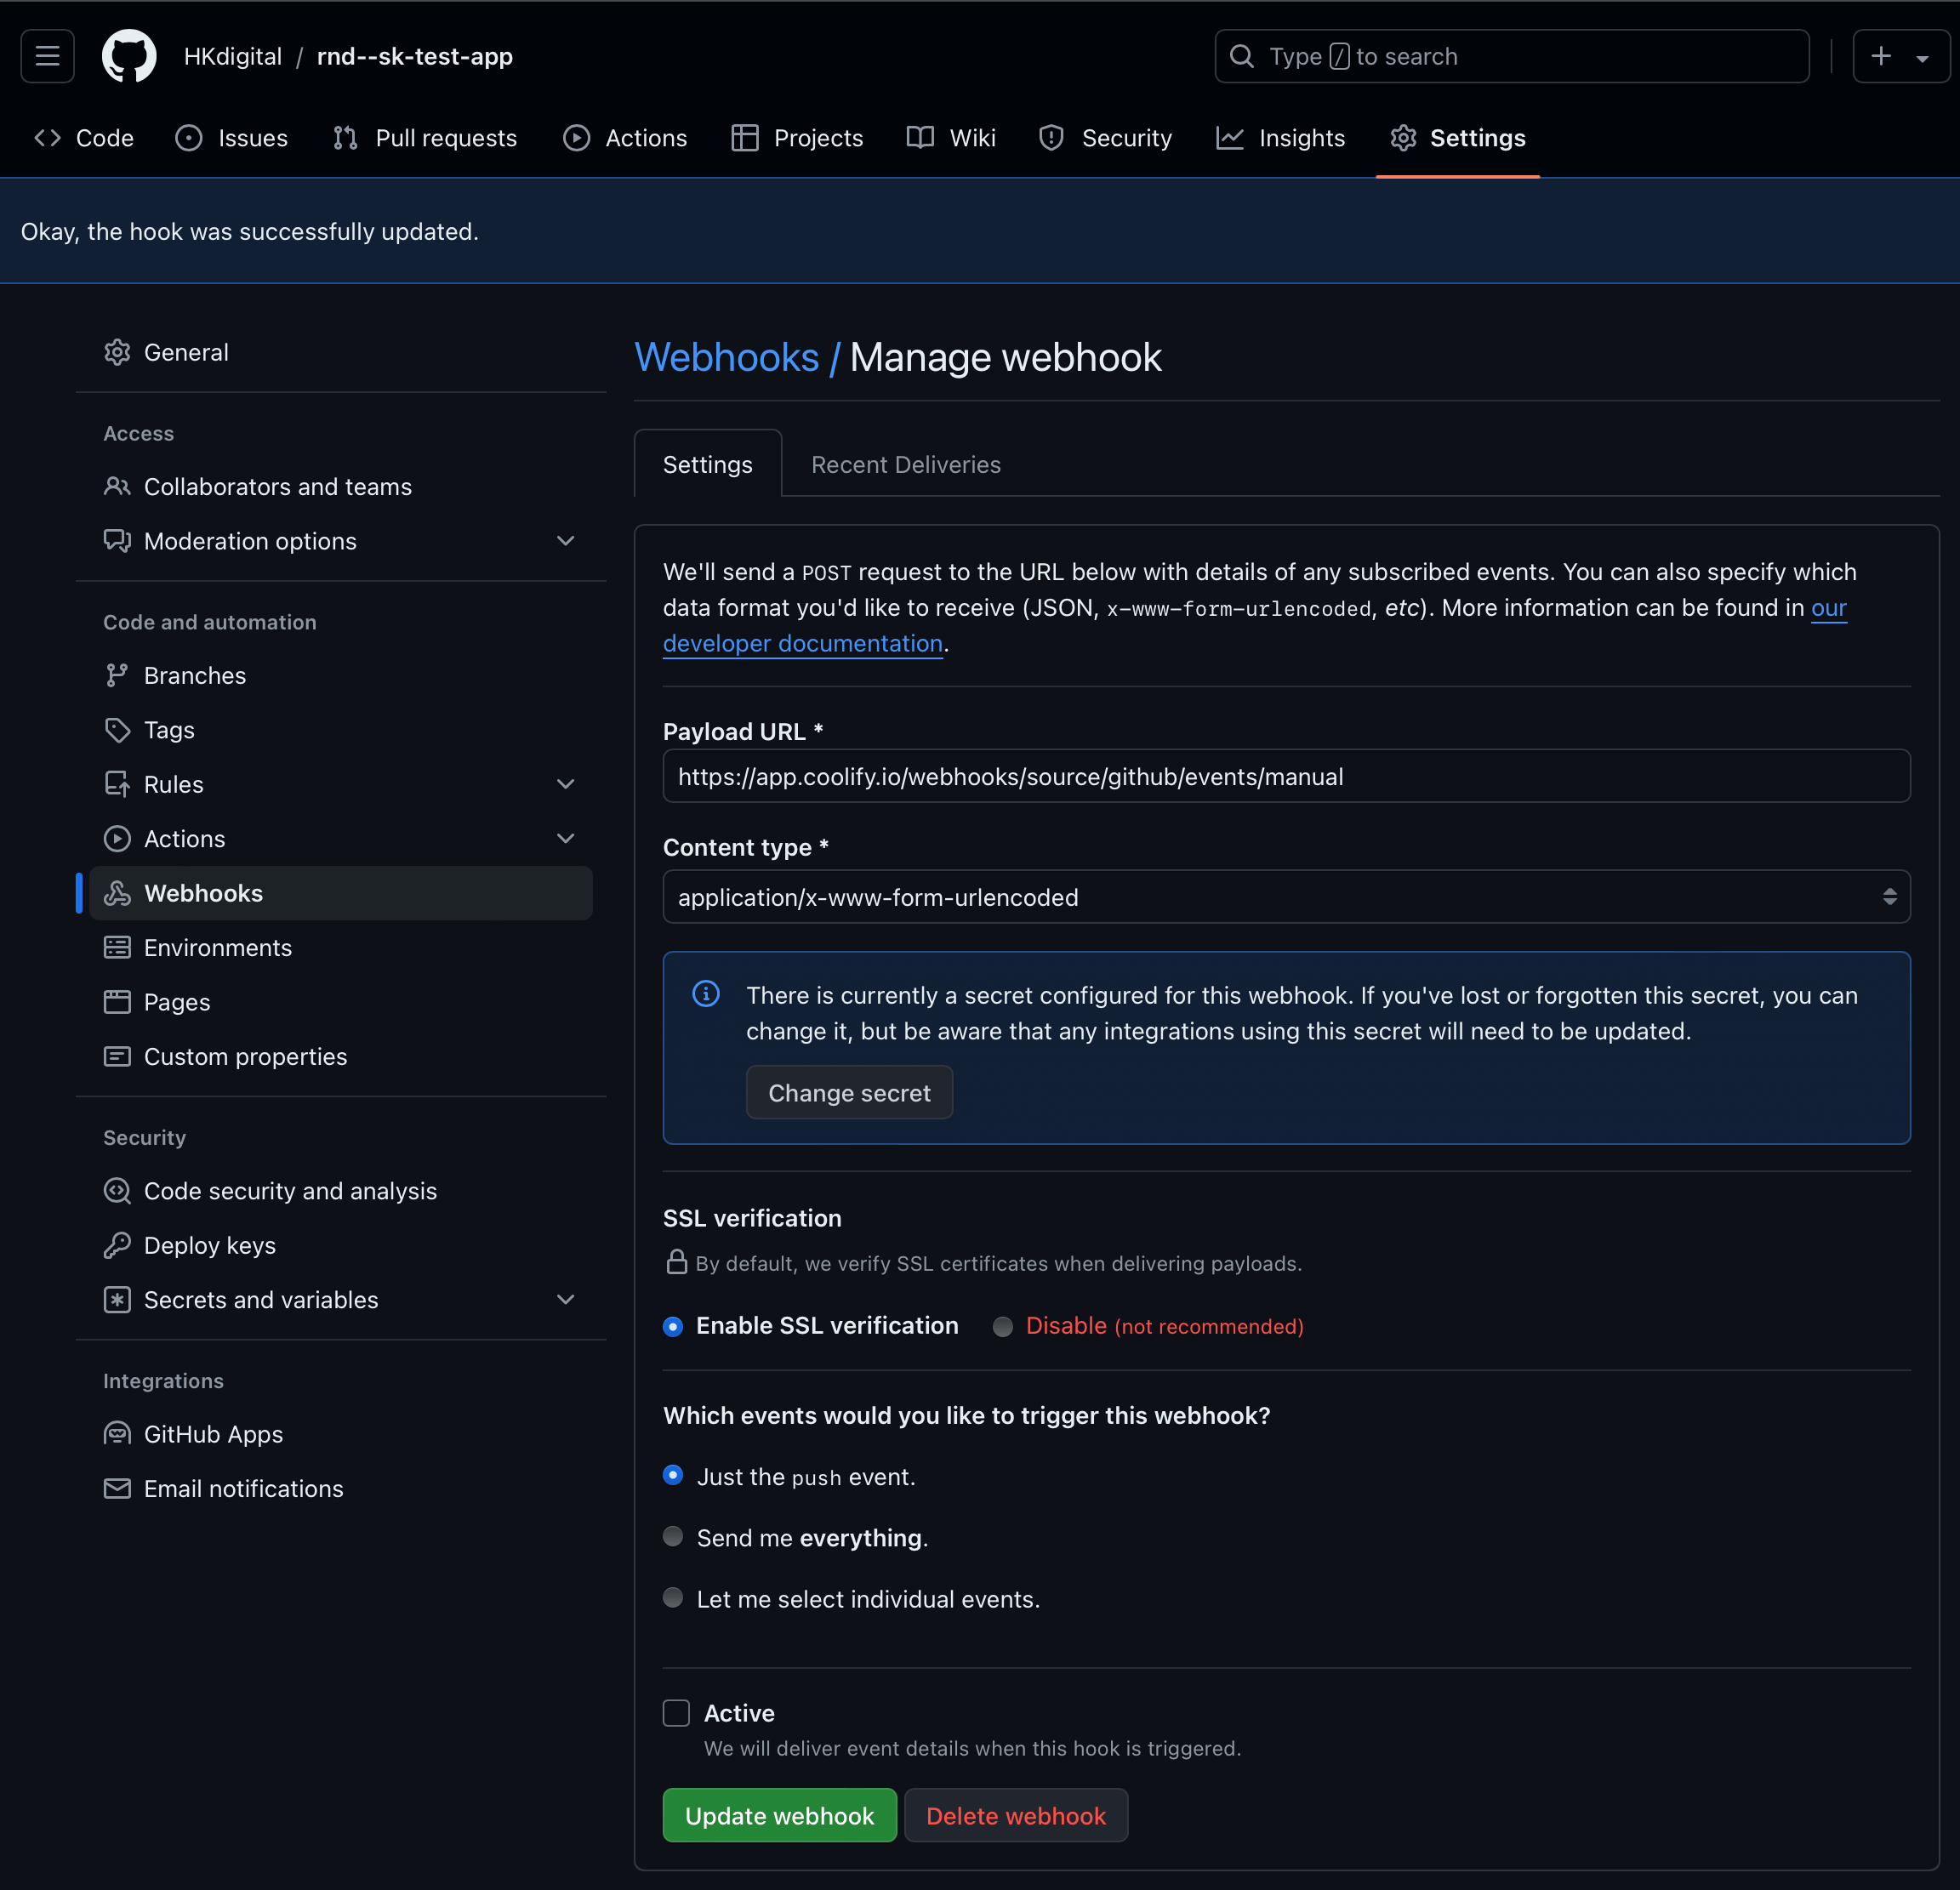 HKdigital / rnd--sk-test-app
Type / to search
Code
Issues
Pull requests
Actions
Projects
Wiki
Security
Insights
Settings
Okay, the hook was successfully updated.
General
Access
Collaborators and teams
Moderation options
Code and automation
Branches
Tags
Rules
Actions
Webhooks
Environments
Pages
Custom properties
Security
Code security and analysis
Deploy keys
Secrets and variables
Integrations
GitHub Apps
Email notifications
Webhooks / Manage webhook
Settings
Recent Deliveries
We'll send a POST request to the URL below with details of any subscribed events. You can also specify which
data format you'd like to receive (JSON, x-www-form-urlencoded, etc). More information can be found in our
developer documentation.
Payload URL *
https://app.coolify.io/webhooks/source/github/events/manual
Content type *
application/x-www-form-urlencoded
There is currently a secret configured for this webhook. If you've lost or forgotten this secret, you can
change it, but be aware that any integrations using this secret will need to be updated.
Change secret
SSL verification
By default, we verify SSL certificates when delivering payloads.
Enable SSL verification
Disable (not recommended)
Which events would you like to trigger this webhook?
Just the push event.
Send me everything.
Let me select individual events.
Active
We will deliver event details when this hook is triggered.
Update webhook
Delete webhook